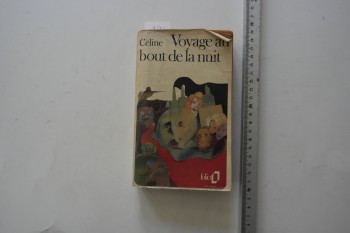 Céline Voyage au
bout de la nuit
folio